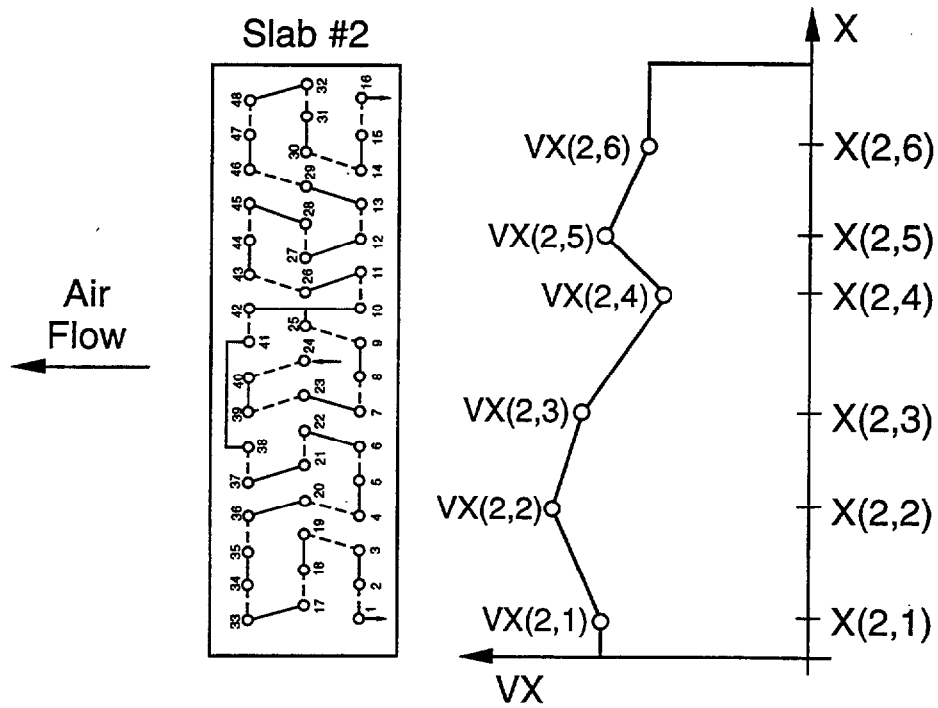 Slab #2
X
48
32
16
47
31
15
46
30
14
29
45
28
13
44
27
12
43
26
11
42
25
10
41
24
9
40
23
8
39
22
7
38
21
6
37
20
5
36
19
4
35
18
3
34
17
2
33
1
Air
Flow
VX(2,6)
X(2,6)
VX(2,5)
X(2,5)
VX(2,4)
X(2,4)
VX(2,3)
X(2,3)
VX(2,2)
X(2,2)
VX(2,1)
X(2,1)
VX